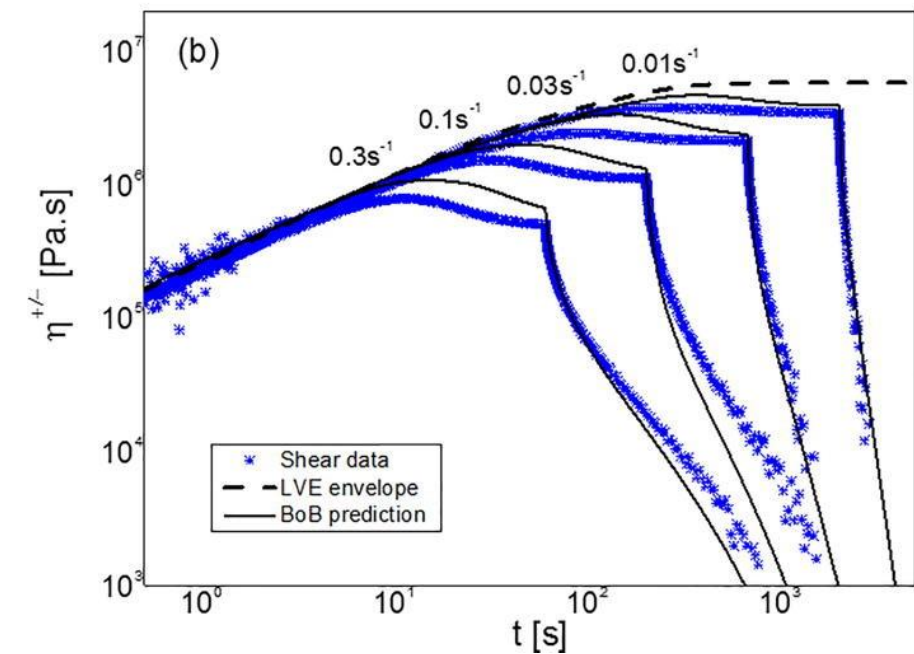 (b)
10⁷
10⁶
10⁵
10⁴
10³
η⁺/⁻ [Pa.s]
0.3s⁻¹
0.1s⁻¹
0.03s⁻¹
0.01s⁻¹
Shear data
LVE envelope
BoB prediction
10⁰
10¹
10²
10³
t [s]